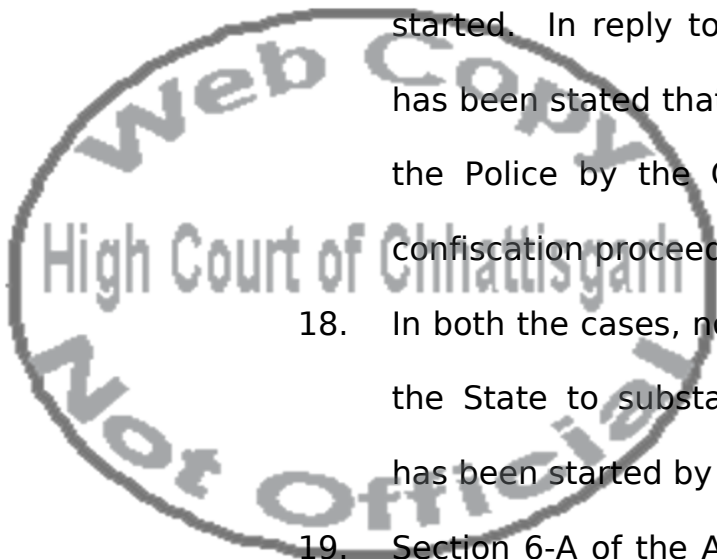 started. In reply to
has been stated that
the Police by the
confiscation proceed
18. In both the cases,
the State to substa
has been started by
19. Section 6-A of the A
Web Copy
High Court of Chhattisgarh
Not Official